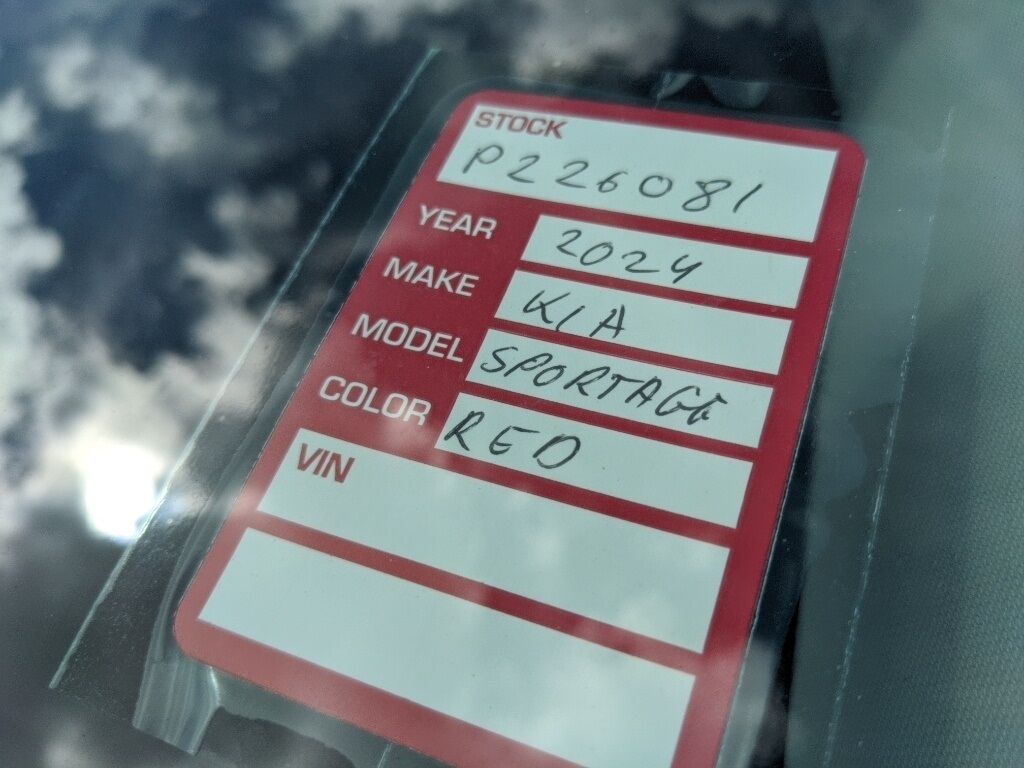 STOCK
P226081
YEAR 2024
MAKE KIA
MODEL SPORTAGE
COLOR RED
VIN